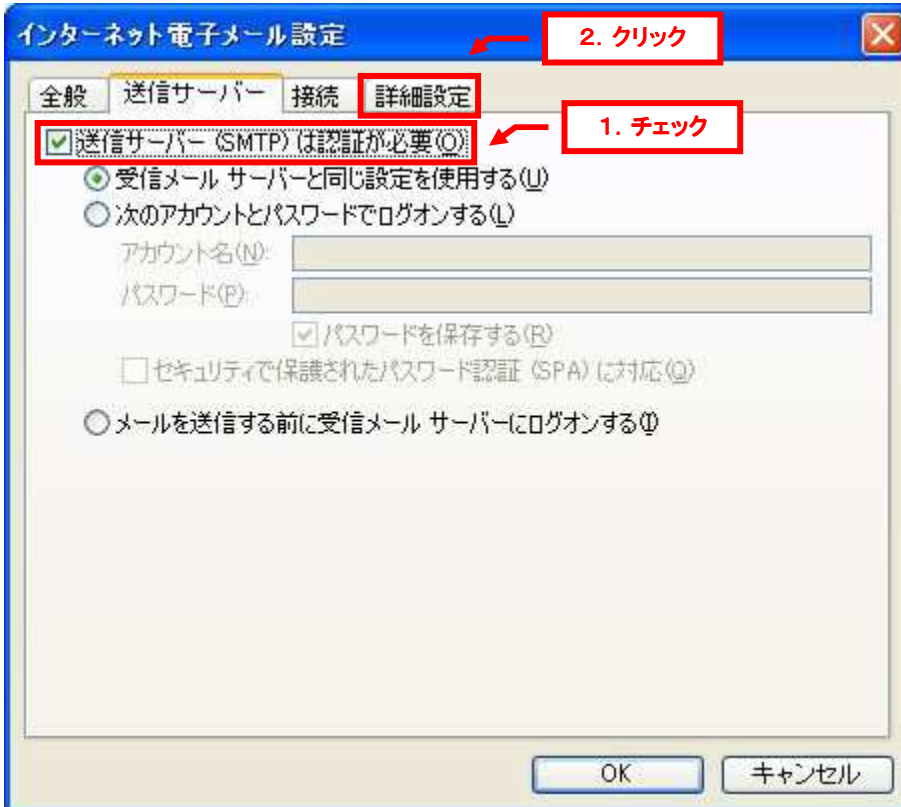 インターネット電子メール設定
2. クリック
全般 送信サーバー 接続 詳細設定
1. チェック
送信サーバー (SMTP) は認証が必要(O)
受信メール サーバーと同じ設定を使用する(U)
次のアカウントとパスワードでログオンする(L)
アカウント名(N):
パスワード(P):
パスワードを保存する(R)
セキュリティで保護されたパスワード認証 (SPA) に対応(Q)
メールを送信する前に受信メール サーバーにログオンする(I)
OK キャンセル